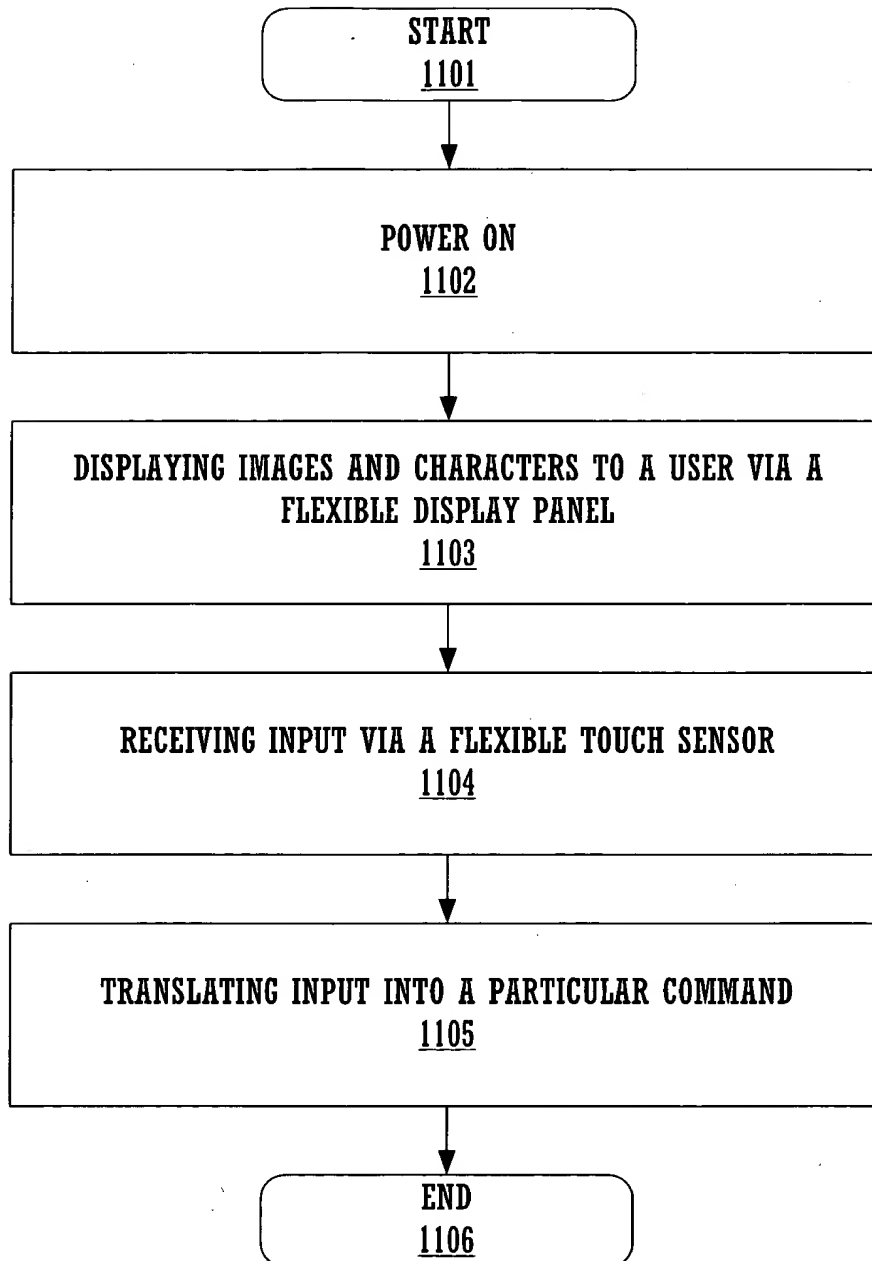 START
1101
POWER ON
1102
DISPLAYING IMAGES AND CHARACTERS TO A USER VIA A
FLEXIBLE DISPLAY PANEL
1103
RECEIVING INPUT VIA A FLEXIBLE TOUCH SENSOR
1104
TRANSLATING INPUT INTO A PARTICULAR COMMAND
1105
END
1106